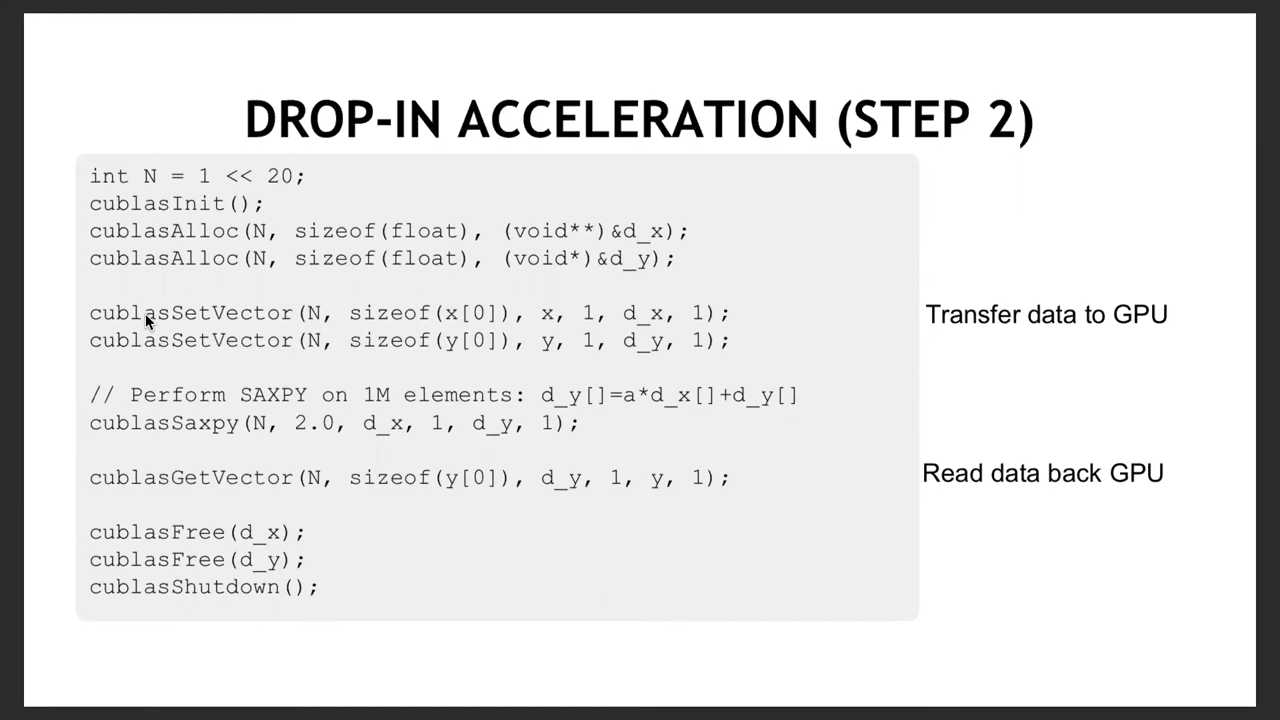 DROP-IN ACCELERATION (STEP 2)
int N = 1 << 20;
cublasInit();
cublasAlloc(N, sizeof(float), (void**)&d_x);
cublasAlloc(N, sizeof(float), (void*)&d_y);
cublasSetVector(N, sizeof(x[0]), x, 1, d_x, 1);
Transfer data to GPU
cublasSetVector(N, sizeof(y[0]), y, 1, d_y, 1);
// Perform SAXPY on 1M elements: d_y[]=a*d_x[]+d_y[]
cublasSaxpy(N, 2.0, d_x, 1, d_y, 1);
cublasGetVector(N, sizeof(y[0]), d_y, 1, y, 1);
Read data back GPU
cublasFree(d_x);
cublasFree(d_y);
cublasShutdown();